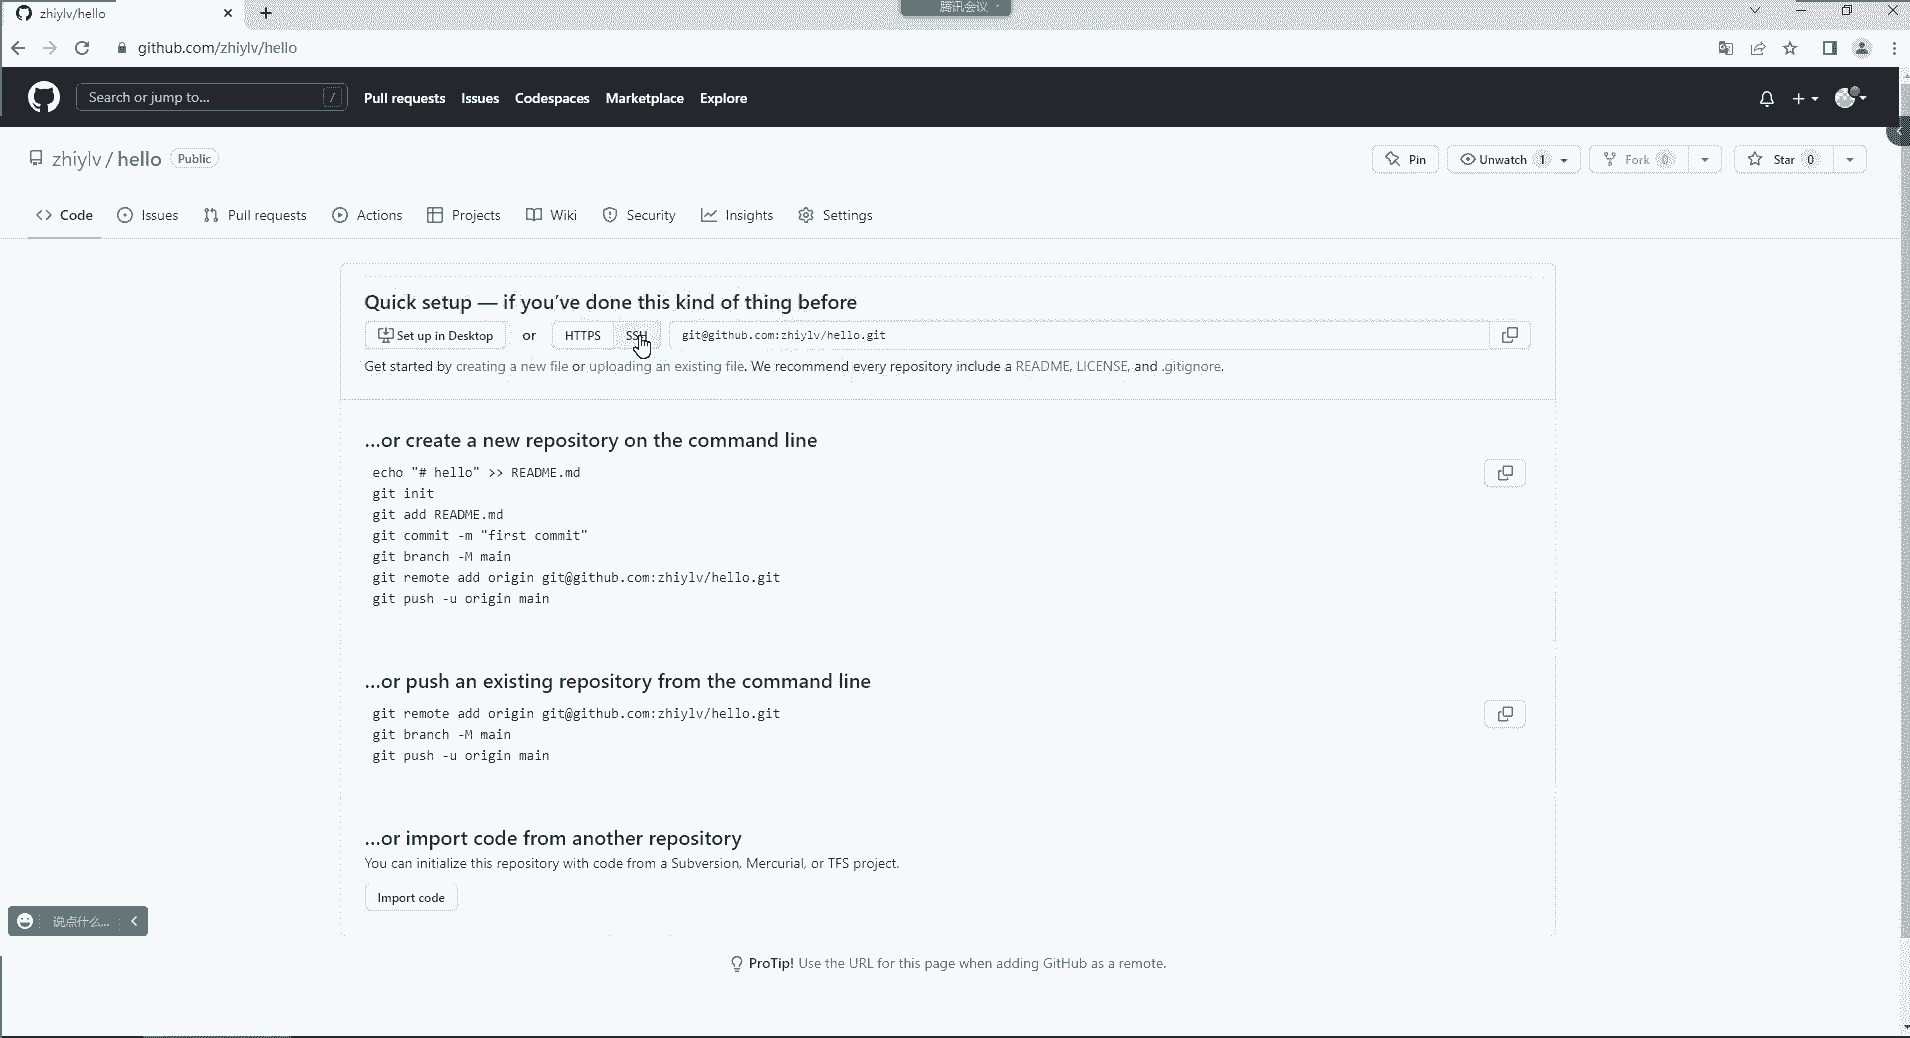 zhiylv/hello
腾讯会议
github.com/zhiylv/hello
Search or jump to... /
Pull requests Issues Codespaces Marketplace Explore
zhiylv / hello Public
Pin Unwatch 1 Fork 0 Star 0
Code Issues Pull requests Actions Projects Wiki Security Insights Settings
Quick setup — if you’ve done this kind of thing before
Set up in Desktop or HTTPS SSH git@github.com:zhiylv/hello.git
Get started by creating a new file or uploading an existing file. We recommend every repository include a README, LICENSE, and .gitignore.
…or create a new repository on the command line
echo "# hello" >> README.md
git init
git add README.md
git commit -m "first commit"
git branch -M main
git remote add origin git@github.com:zhiylv/hello.git
git push -u origin main
…or push an existing repository from the command line
git remote add origin git@github.com:zhiylv/hello.git
git branch -M main
git push -u origin main
…or import code from another repository
You can initialize this repository with code from a Subversion, Mercurial, or TFS project.
Import code
说点什么...
ProTip! Use the URL for this page when adding GitHub as a remote.